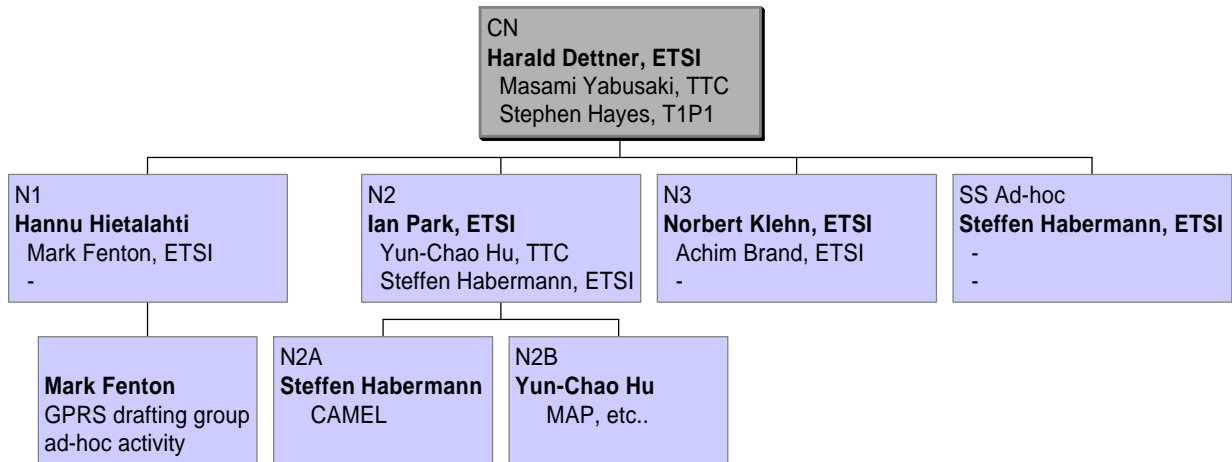 CN
Harald Dettner, ETSI
Masami Yabusaki, TTC
Stephen Hayes, T1P1
N1
Hannu Hietalahti
Mark Fenton, ETSI
-
N2
Ian Park, ETSI
Yun-Chao Hu, TTC
Steffen Habermann, ETSI
N3
Norbert Klehn, ETSI
Achim Brand, ETSI
-
SS Ad-hoc
Steffen Habermann, ETSI
-
-
Mark Fenton
GPRS drafting group
ad-hoc activity
N2A
Steffen Habermann
CAMEL
N2B
Yun-Chao Hu
MAP, etc..